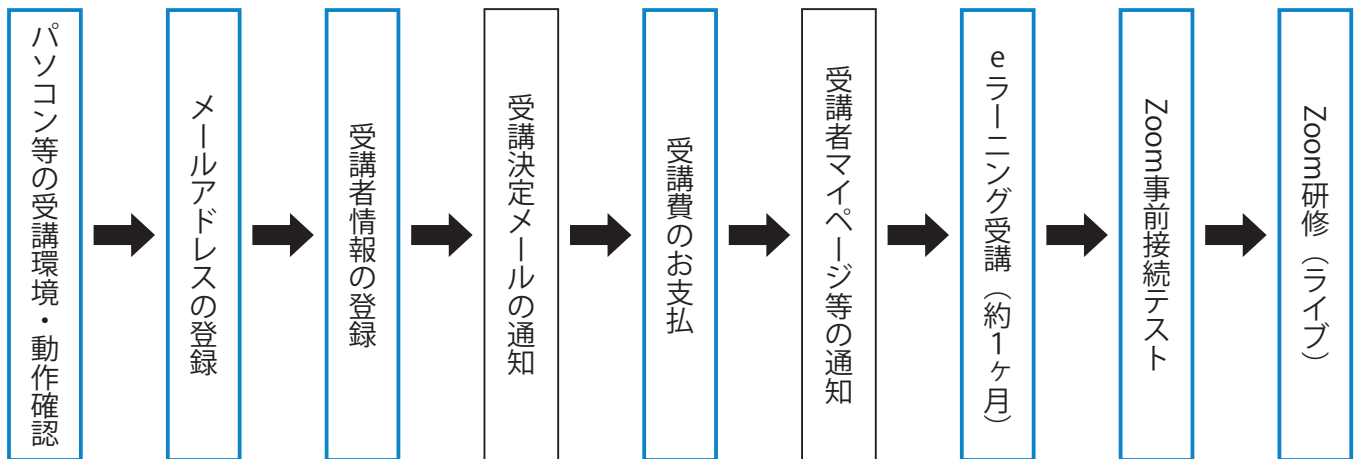 パソコン等の受講環境・動作確認
メールアドレスの登録
受講者情報の登録
受講決定メールの通知
受講費のお支払
受講者マイページ等の通知
eラーニング受講（約1ヶ月）
Zoom事前接続テスト
Zoom研修（ライブ）